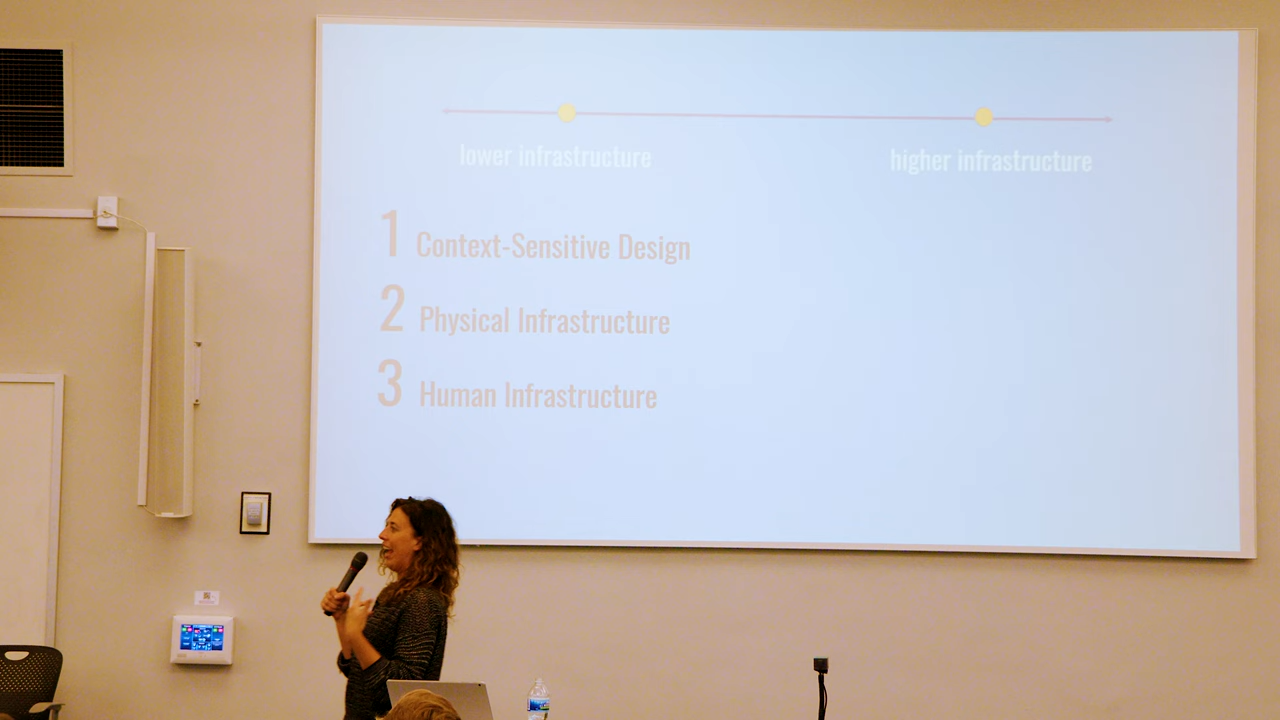 lower infrastructure
higher infrastructure
1 Context-Sensitive Design
2 Physical Infrastructure
3 Human Infrastructure